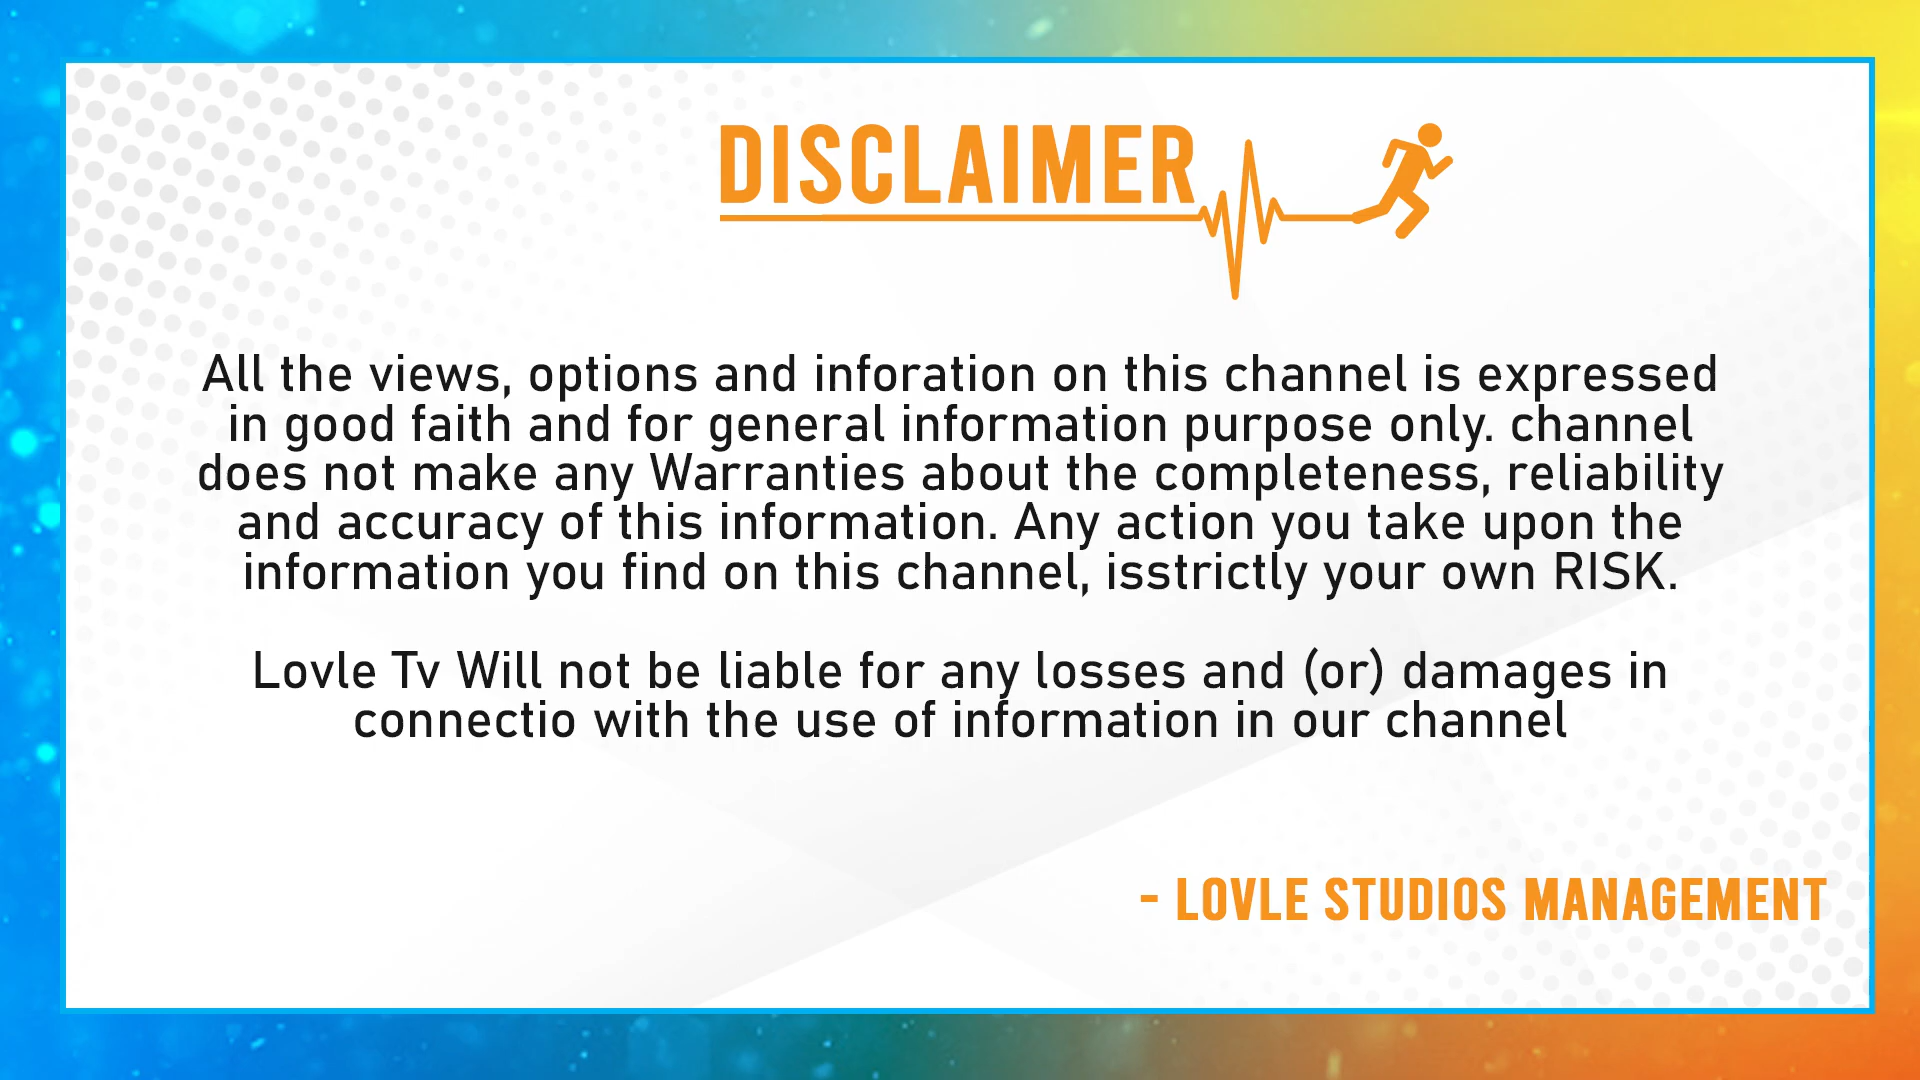 DISCLAIMER
All the views, options and inforation on this channel is expressed
in good faith and for general information purpose only. channel
does not make any Warranties about the completeness, reliability
and accuracy of this information. Any action you take upon the
information you find on this channel, isstrictly your own RISK.
Lovle Tv Will not be liable for any losses and (or) damages in
connectio with the use of information in our channel
- LOVLE STUDIOS MANAGEMENT